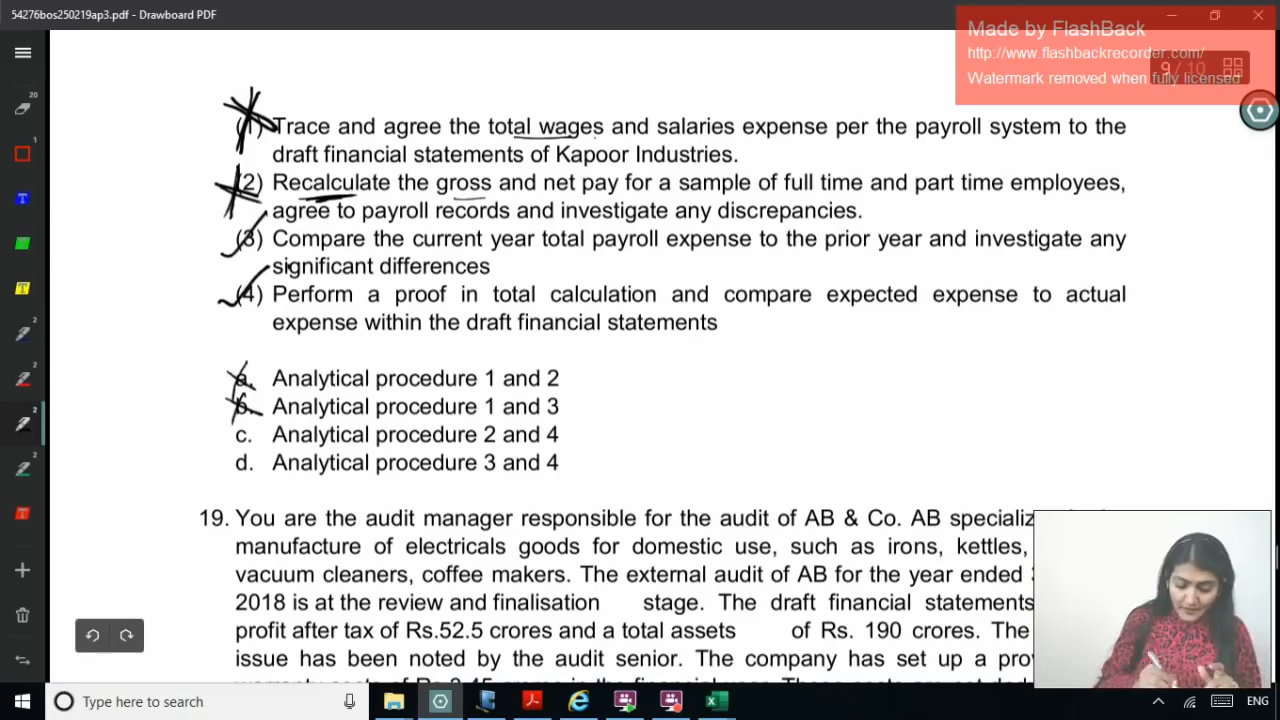 54276bos250219ap3.pdf - Drawboard PDF
Made by FlashBack
http://www.flashbackrecorder.com/
9 / 10
Watermark removed when fully licensed
(1) Trace and agree the total wages and salaries expense per the payroll system to the
draft financial statements of Kapoor Industries.
(2) Recalculate the gross and net pay for a sample of full time and part time employees,
agree to payroll records and investigate any discrepancies.
(3) Compare the current year total payroll expense to the prior year and investigate any
significant differences
(4) Perform a proof in total calculation and compare expected expense to actual
expense within the draft financial statements
a. Analytical procedure 1 and 2
b. Analytical procedure 1 and 3
c. Analytical procedure 2 and 4
d. Analytical procedure 3 and 4
19. You are the audit manager responsible for the audit of AB & Co. AB specializ
manufacture of electricals goods for domestic use, such as irons, kettles,
vacuum cleaners, coffee makers. The external audit of AB for the year ended
2018 is at the review and finalisation stage. The draft financial statements
profit after tax of Rs.52.5 crores and a total assets of Rs. 190 crores. The
issue has been noted by the audit senior. The company has set up a pro
20
1
2
2
2
2
Type here to search
ENG